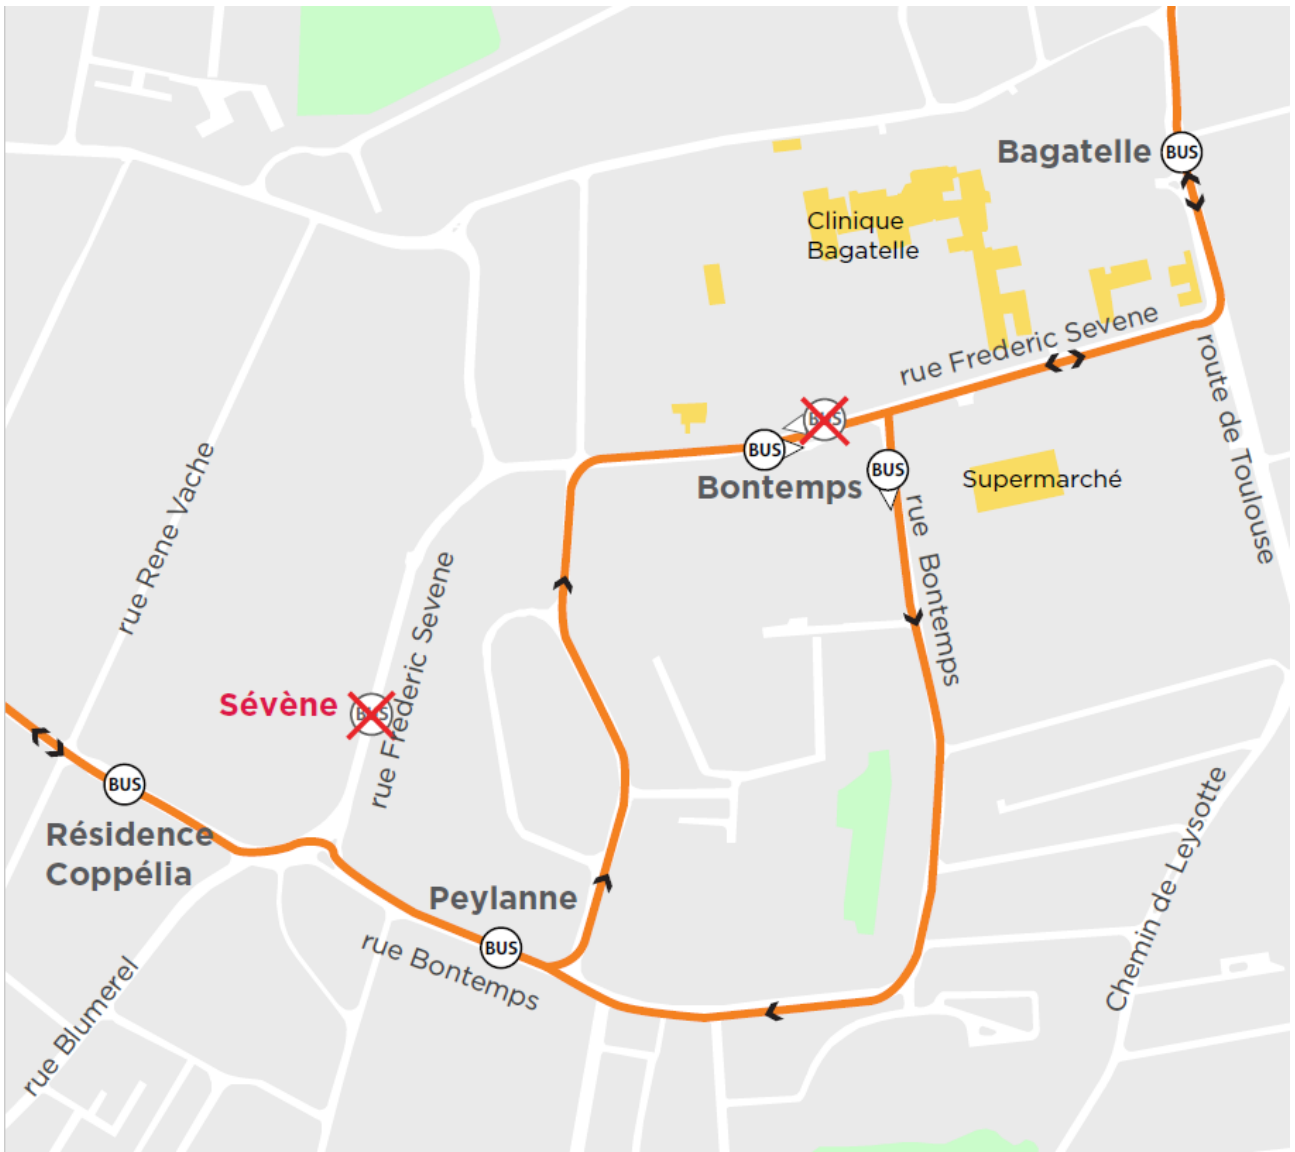 Bagatelle
BUS
Clinique
Bagatelle
rue Frederic Sevene
route de Toulouse
BUS
BUS
Bontemps
BUS
Supermarché
rue Bontemps
rue Rene Vache
rue Frederic Sevene
Sévène
BUS
BUS
Résidence
Coppélia
Peylanne
BUS
rue Bontemps
rue Blumerel
Chemin de Leysotte